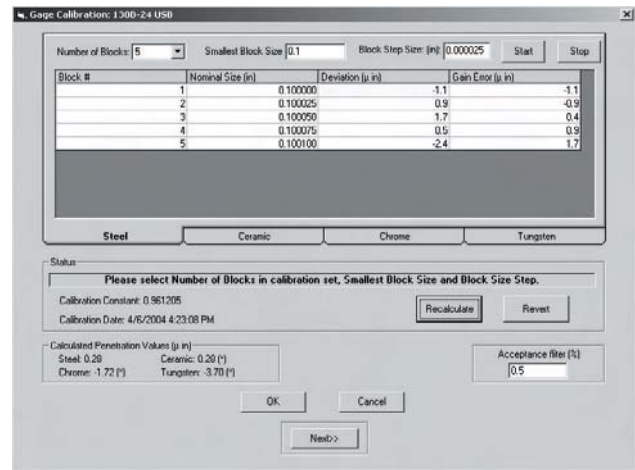 Gage Calibration: 130B-24 USB
Number of Blocks: 5 Smallest Block Size 0.1 Block Step Size: (in): 0.000025 Start Stop
Block # Nominal Size (in) Deviation (µ in) Gain Error (µ in)
1 0.100000 -1.1 -1.1
2 0.100025 0.9 -0.9
3 0.100050 1.7 0.4
4 0.100075 0.5 0.9
5 0.100100 -2.4 1.7
Steel Ceramic Chrome Tungsten
Status
Please select Number of Blocks in calibration set, Smallest Block Size and Block Size Step.
Calibration Constant: 0.961205
Calibration Date: 4/6/2004 4:23:08 PM
Recalculate Revert
Calculated Penetration Values (µ in)
Steel: 0.28 Ceramic: 0.28 (*)
Chrome: -1.72 (*) Tungsten: -3.70 (*)
Acceptance filter (%)
0.5
OK Cancel
Next>>